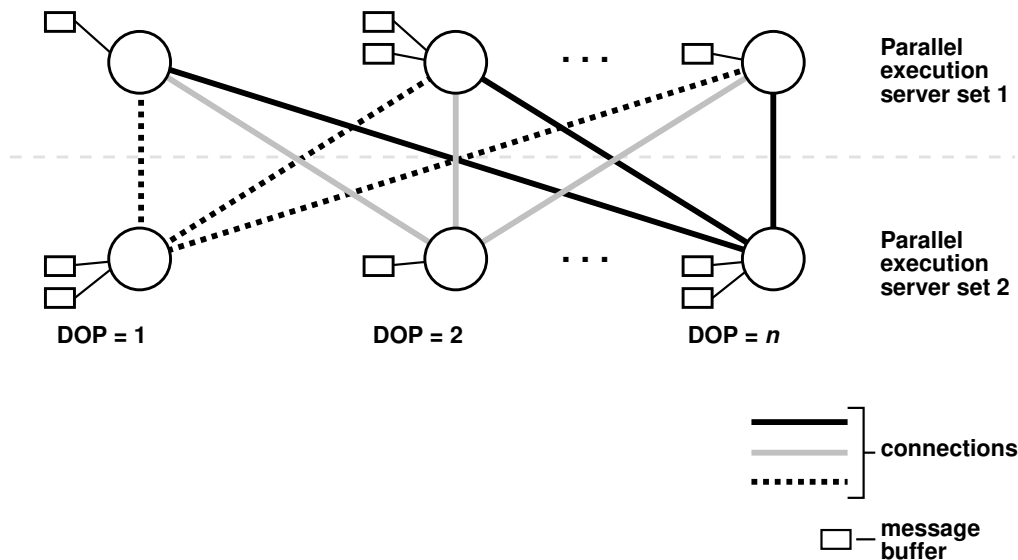 . . .
Parallel
execution
server set 1
. . .
Parallel
execution
server set 2
DOP = 1
DOP = 2
DOP = n
connections
message
buffer